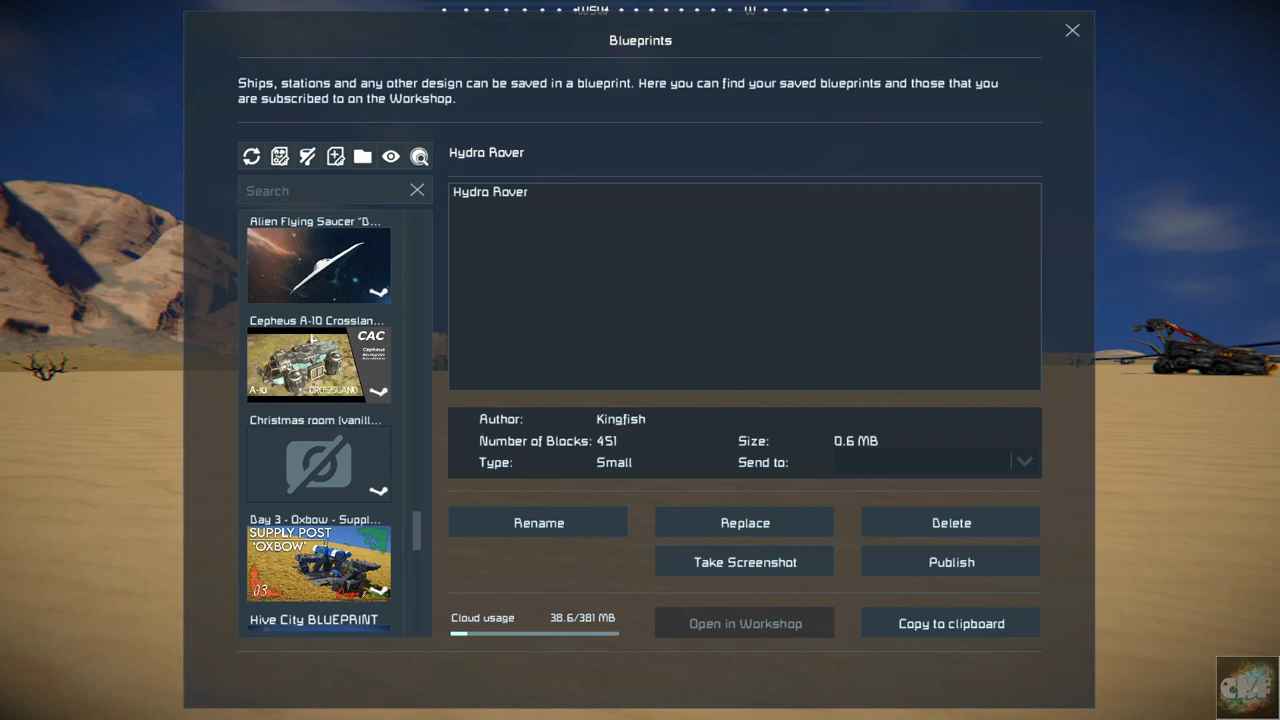 WSW W
Blueprints
Ships, stations and any other design can be saved in a blueprint. Here you can find your saved blueprints and those that you
are subscribed to on the Workshop.
Hydro Rover
Search
Hydro Rover
Alien Flying Saucer "D...
Cepheus A-10 Crosslan...
CAC
Cepheus
A-10 CROSSLAND
Christmas room (vanill...
Day 3 - Oxbow - Suppl...
SUPPLY POST
'OXBOW'
03
Hive City BLUEPRINT
Author: Kingfish
Number of Blocks: 451 Size: 0.6 MB
Type: Small Send to:
Rename Replace Delete
Take Screenshot Publish
Cloud usage 38.6/381 MB
Open in Workshop Copy to clipboard